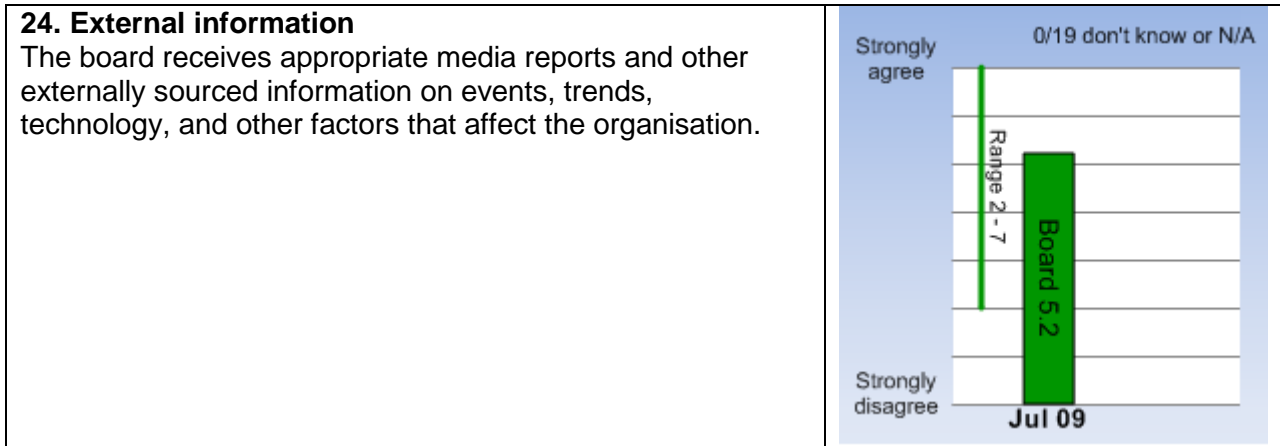 24. External information
The board receives appropriate media reports and other
externally sourced information on events, trends,
technology, and other factors that affect the organisation.
0/19 don't know or N/A
Strongly
agree
Range 2 - 7
Board 5.2
Strongly
disagree
Jul 09